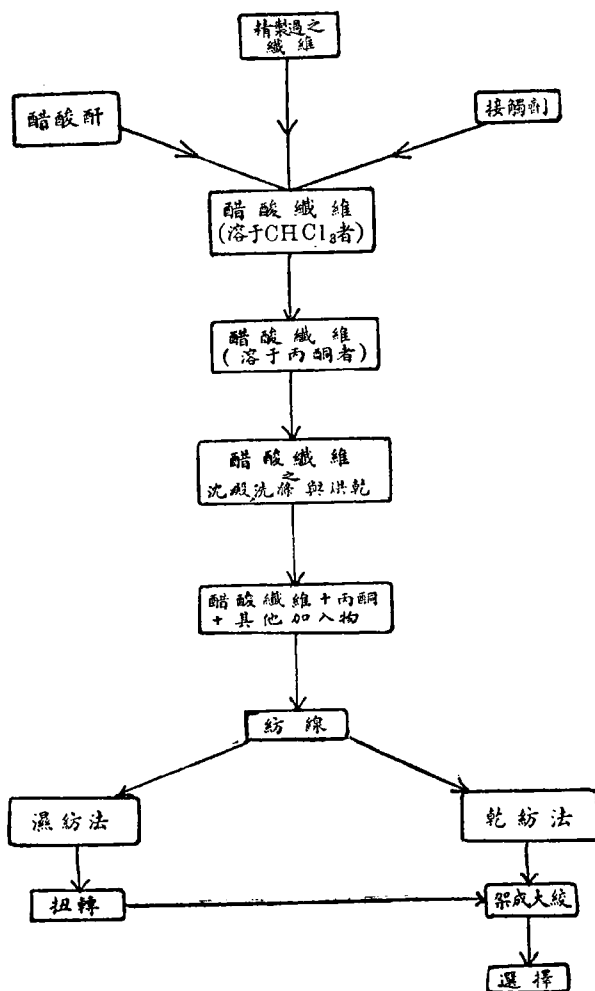 精製過之
纖維
醋酸酐
接觸劑
醋酸纖維
(溶于CHCl₃者)
醋酸纖維
(溶于丙酮者)
醋酸纖維
之
沈澱洗滌與烘乾
醋酸纖維+丙酮
+其他加入物
紡線
濕紡法
乾紡法
扭轉
架成大絞
選擇